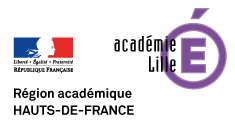 Liberté • Égalité • Fraternité
RÉPUBLIQUE FRANÇAISE
académie
Lille
É
Région académique
HAUTS-DE-FRANCE